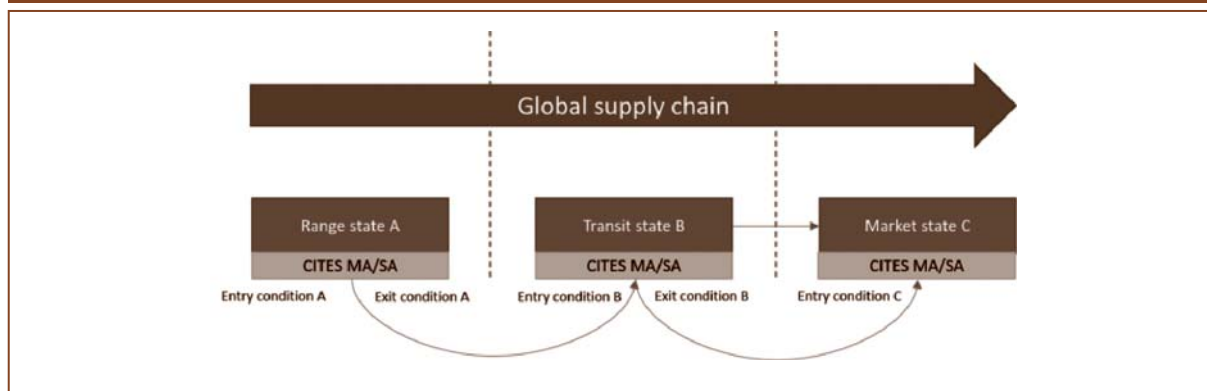 Global supply chain
Range state A
Transit state B
Market state C
CITES MA/SA
CITES MA/SA
CITES MA/SA
Entry condition A
Exit condition A
Entry condition B
Exit condition B
Entry condition C